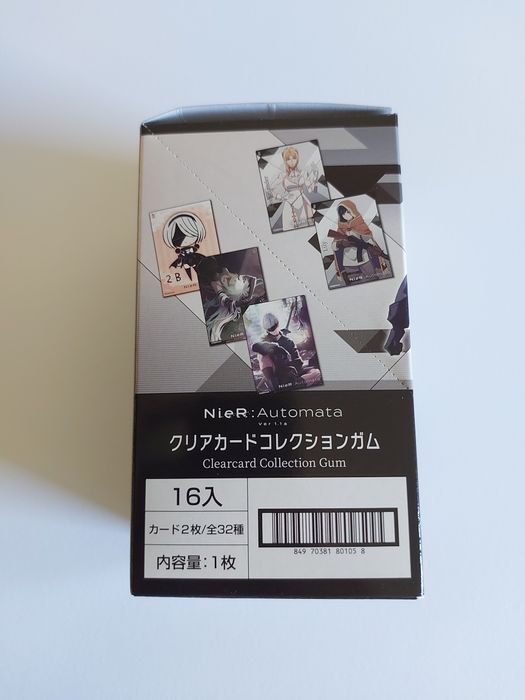 2B
NieR:Automata
Ver 1.1a
クリアカードコレクションガム
Clearcard Collection Gum
16入
カード2枚/全32種
内容量:1枚
849 70381 80105 8